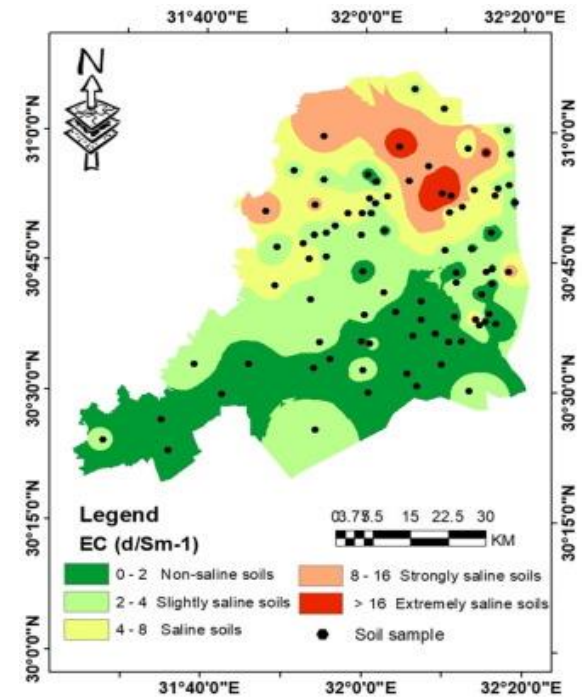 31°40'0"E 32°0'0"E 32°20'0"E
N
31°0'0"N 31°0'0"N
30°45'0"N 30°45'0"N
30°30'0"N 30°30'0"N
30°15'0"N 30°15'0"N
30°0'0"N 30°0'0"N
Legend
EC (d/Sm-1)
0 - 2 Non-saline soils
2 - 4 Slightly saline soils
4 - 8 Saline soils
8 - 16 Strongly saline soils
> 16 Extremely saline soils
Soil sample
15 22.5 30
KM
31°40'0"E 32°0'0"E 32°20'0"E